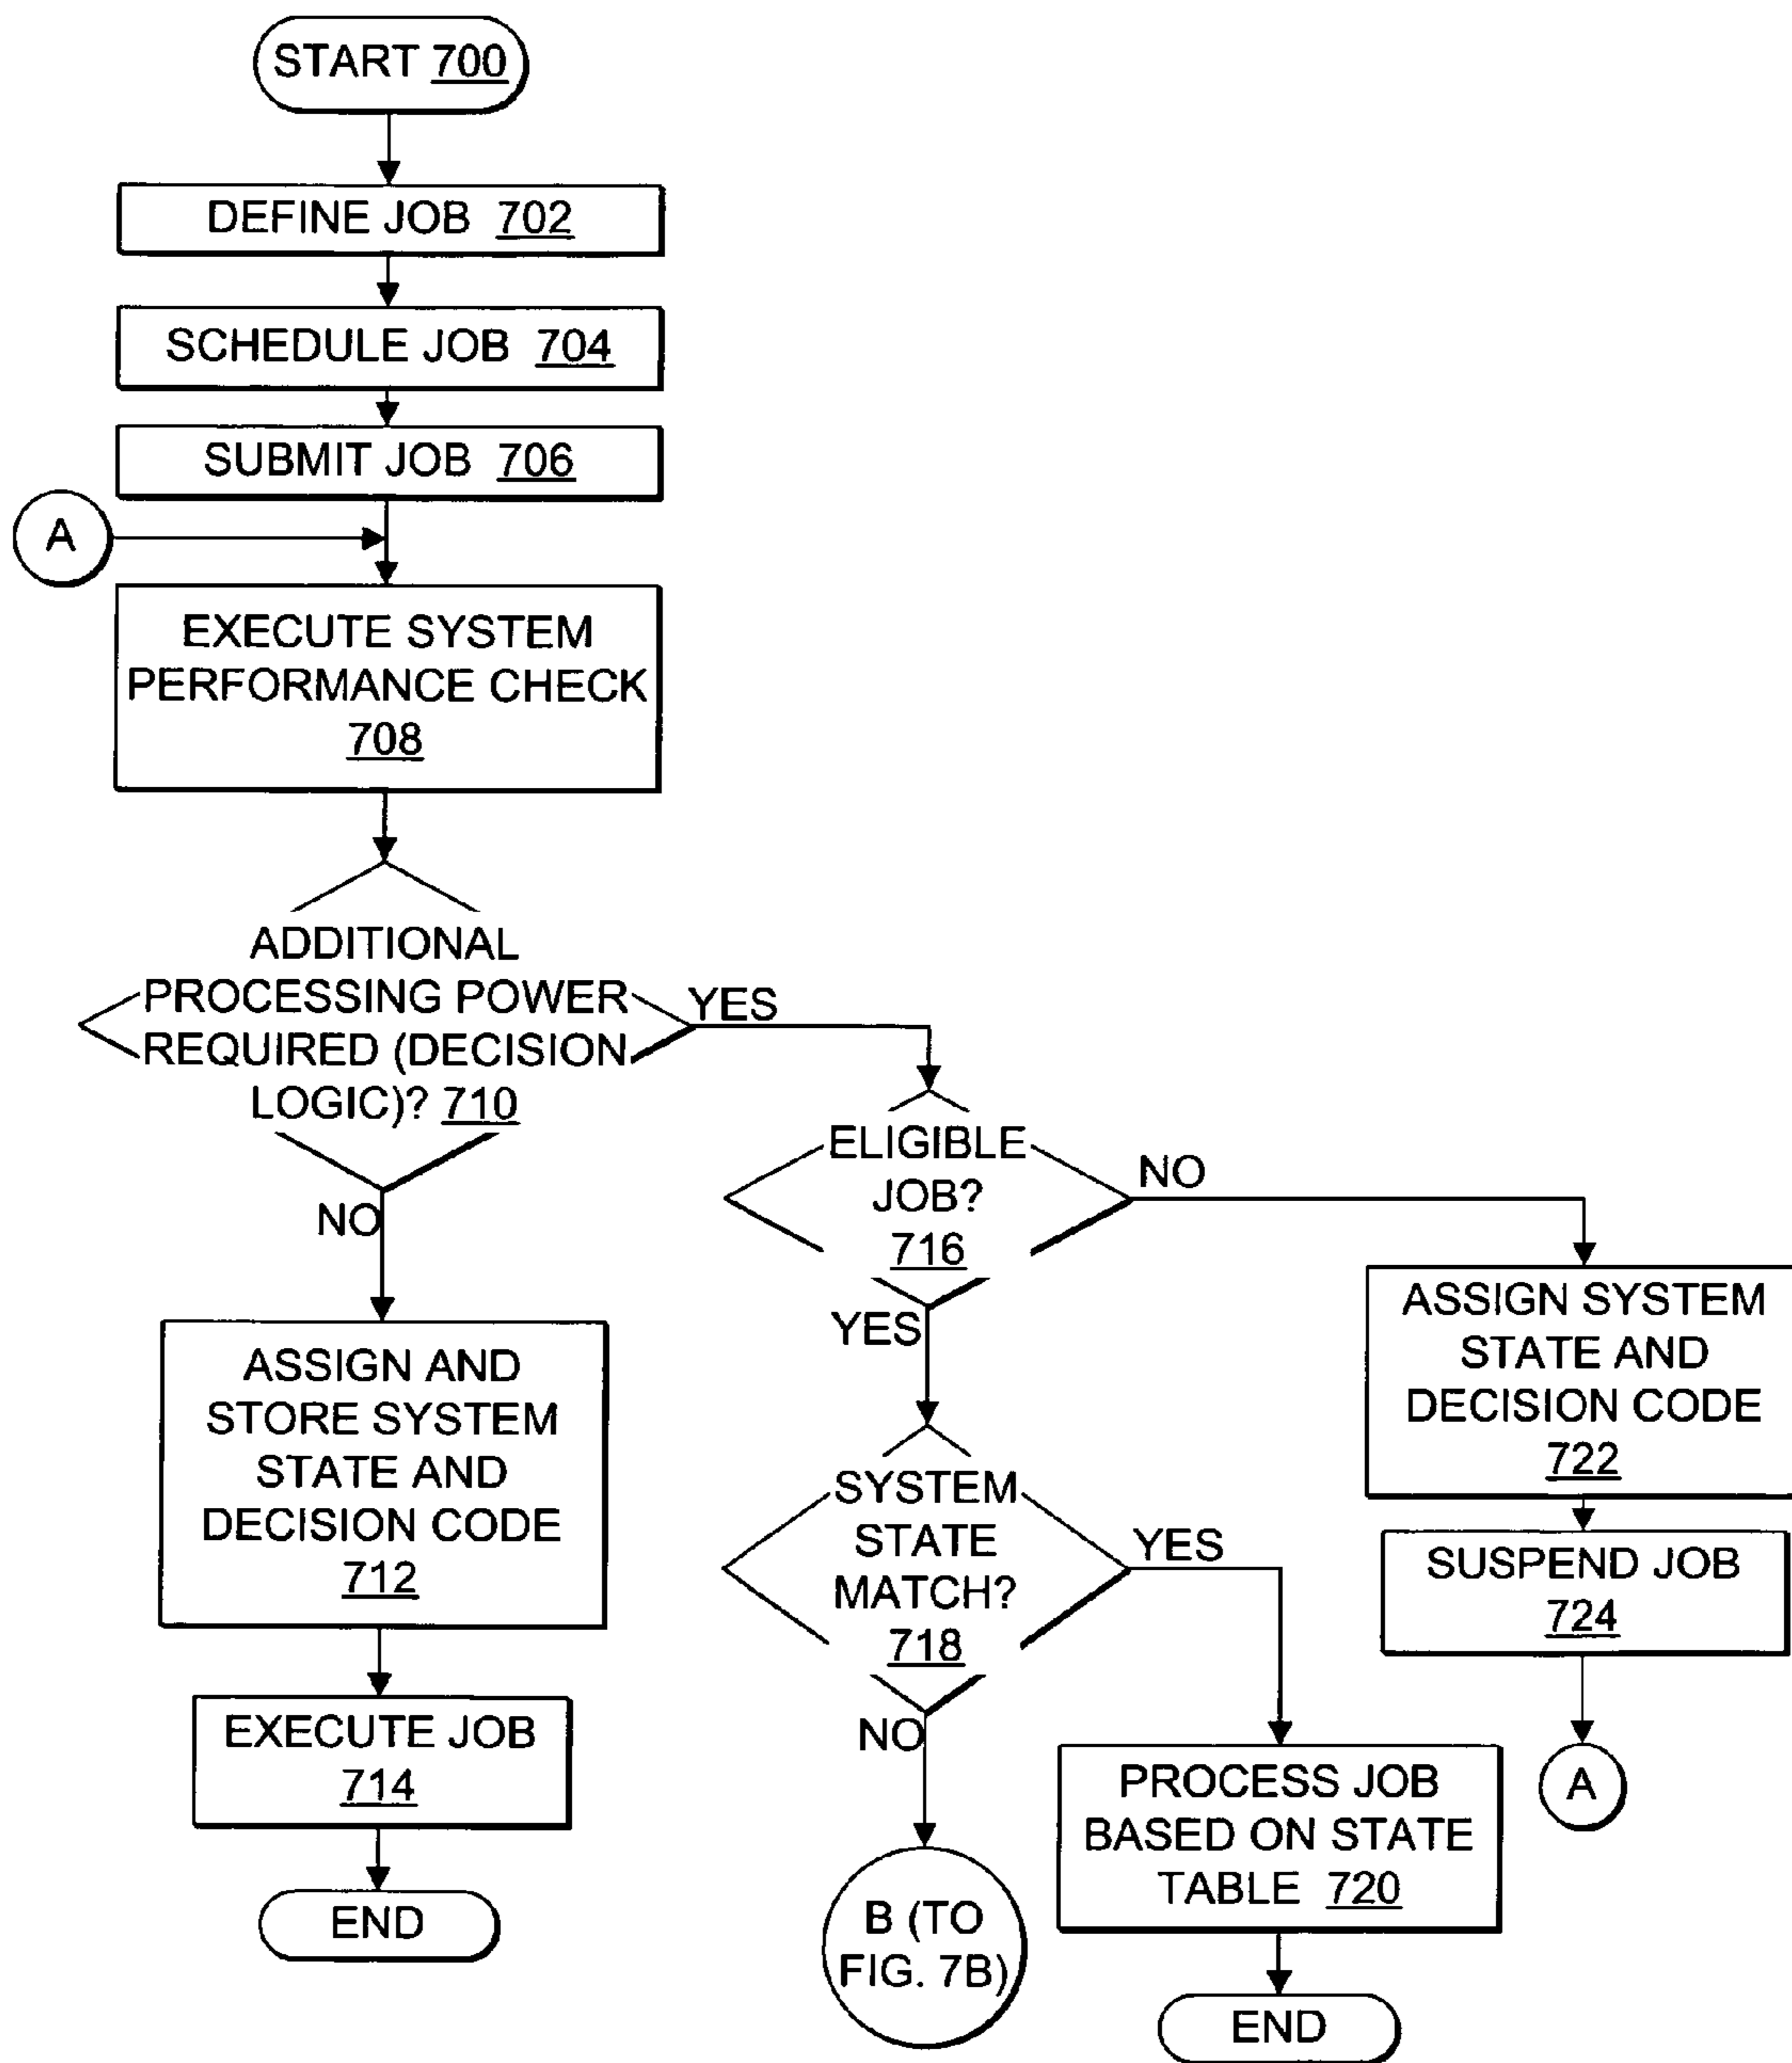 START 700
DEFINE JOB 702
SCHEDULE JOB 704
SUBMIT JOB 706
A
EXECUTE SYSTEM
PERFORMANCE CHECK
708
ADDITIONAL
PROCESSING POWER
REQUIRED (DECISION
LOGIC)? 710
YES
NO
ASSIGN AND
STORE SYSTEM
STATE AND
DECISION CODE
712
EXECUTE JOB
714
END
ELIGIBLE
JOB?
716
NO
YES
SYSTEM
STATE
MATCH?
718
YES
NO
B (TO
FIG. 7B)
PROCESS JOB
BASED ON STATE
TABLE 720
END
ASSIGN SYSTEM
STATE AND
DECISION CODE
722
SUSPEND JOB
724
A